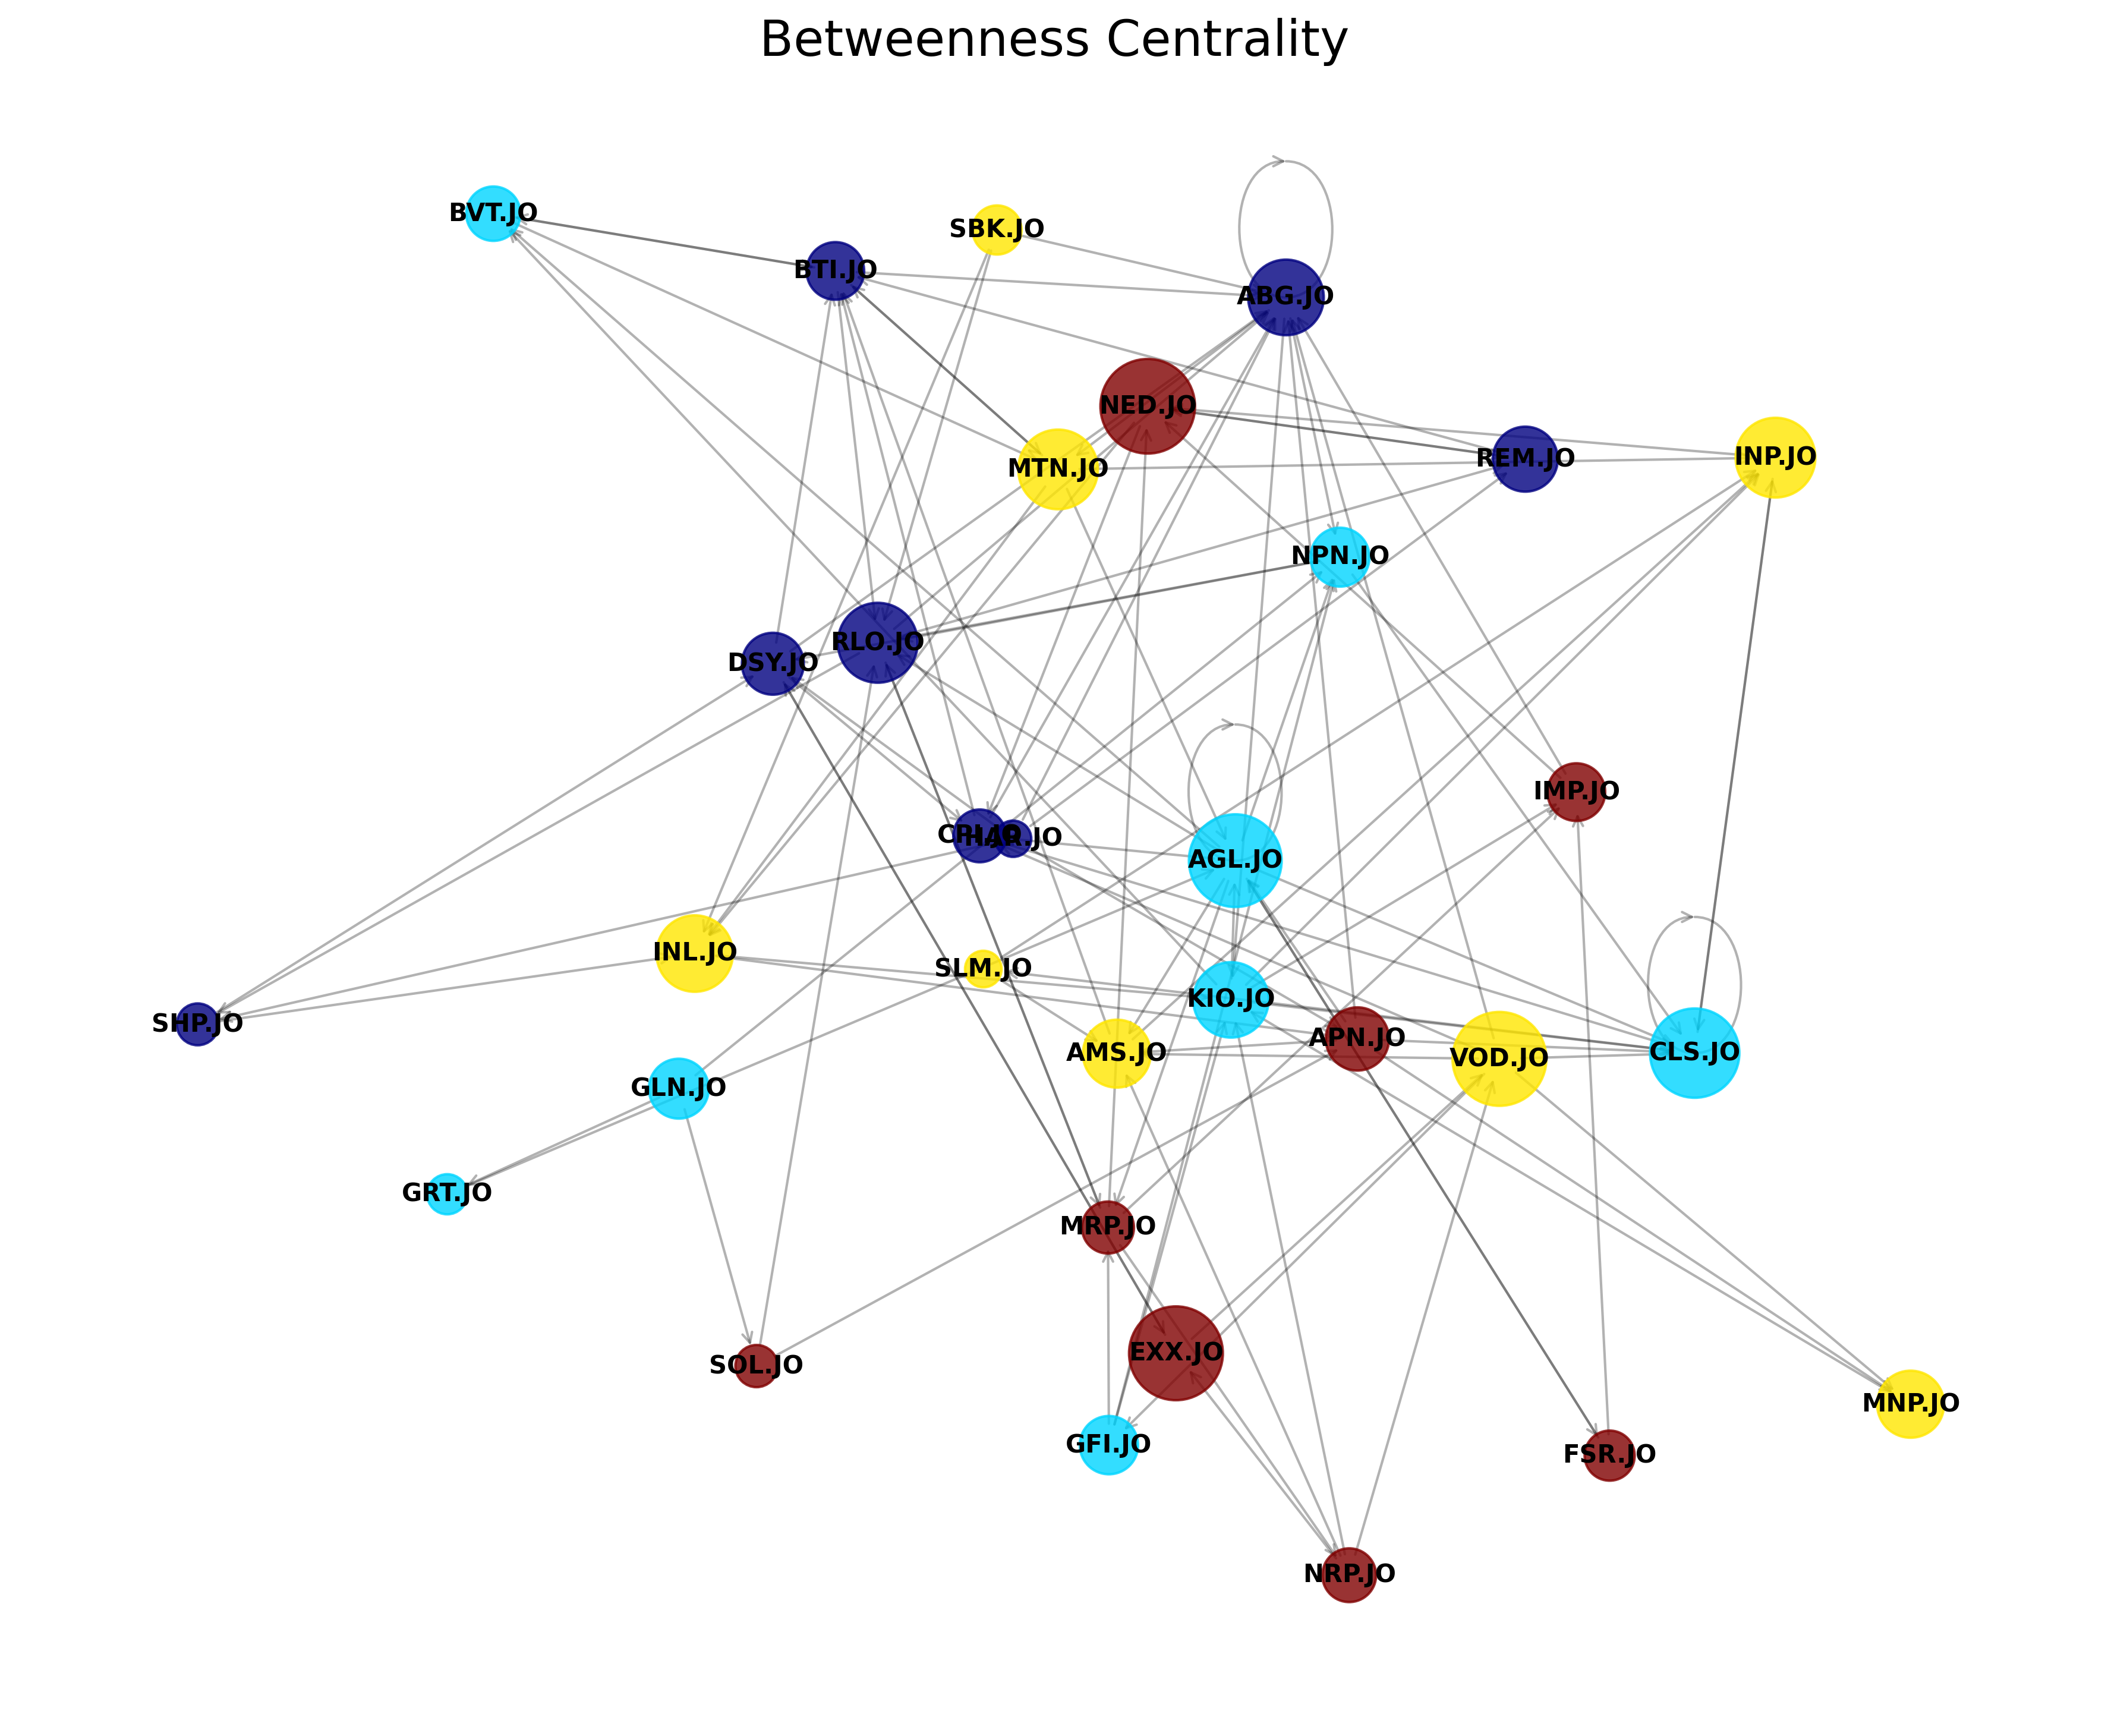 Betweenness Centrality
BVT.JO
SBK.JO
BTI.JO
ABG.JO
NED.JO
MTN.JO
REM.JO
INP.JO
NPN.JO
RLO.JO
DSY.JO
IMP.JO
CPI.JO
HAR.JO
AGL.JO
INL.JO
SLM.JO
KIO.JO
SHP.JO
APN.JO
AMS.JO
VOD.JO
CLS.JO
GLN.JO
GRT.JO
MRP.JO
EXX.JO
SOL.JO
MNP.JO
GFI.JO
FSR.JO
NRP.JO